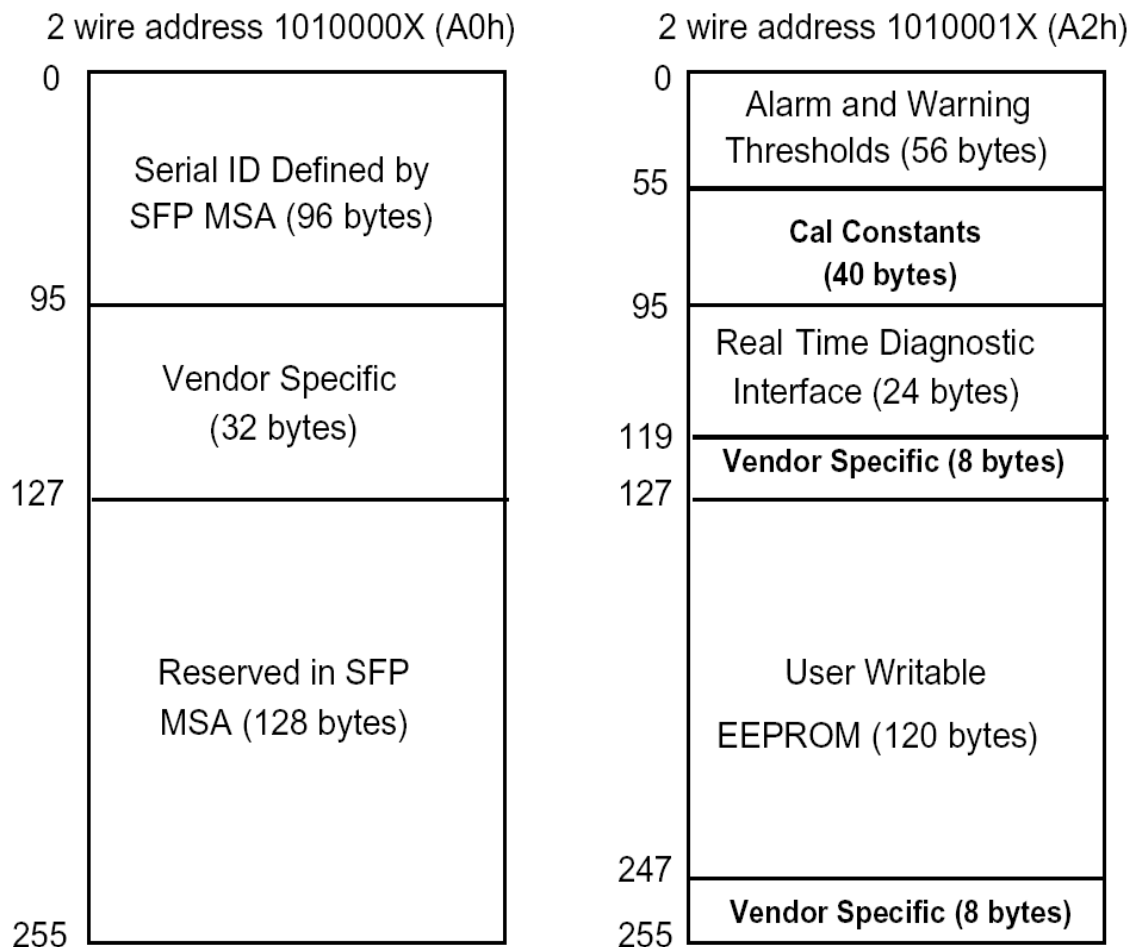 2 wire address 1010000X (A0h)
0
Serial ID Defined by
SFP MSA (96 bytes)
95
Vendor Specific
(32 bytes)
127
Reserved in SFP
MSA (128 bytes)
255
2 wire address 1010001X (A2h)
0
Alarm and Warning
Thresholds (56 bytes)
55
Cal Constants
(40 bytes)
95
Real Time Diagnostic
Interface (24 bytes)
119
Vendor Specific (8 bytes)
127
User Writable
EEPROM (120 bytes)
247
Vendor Specific (8 bytes)
255